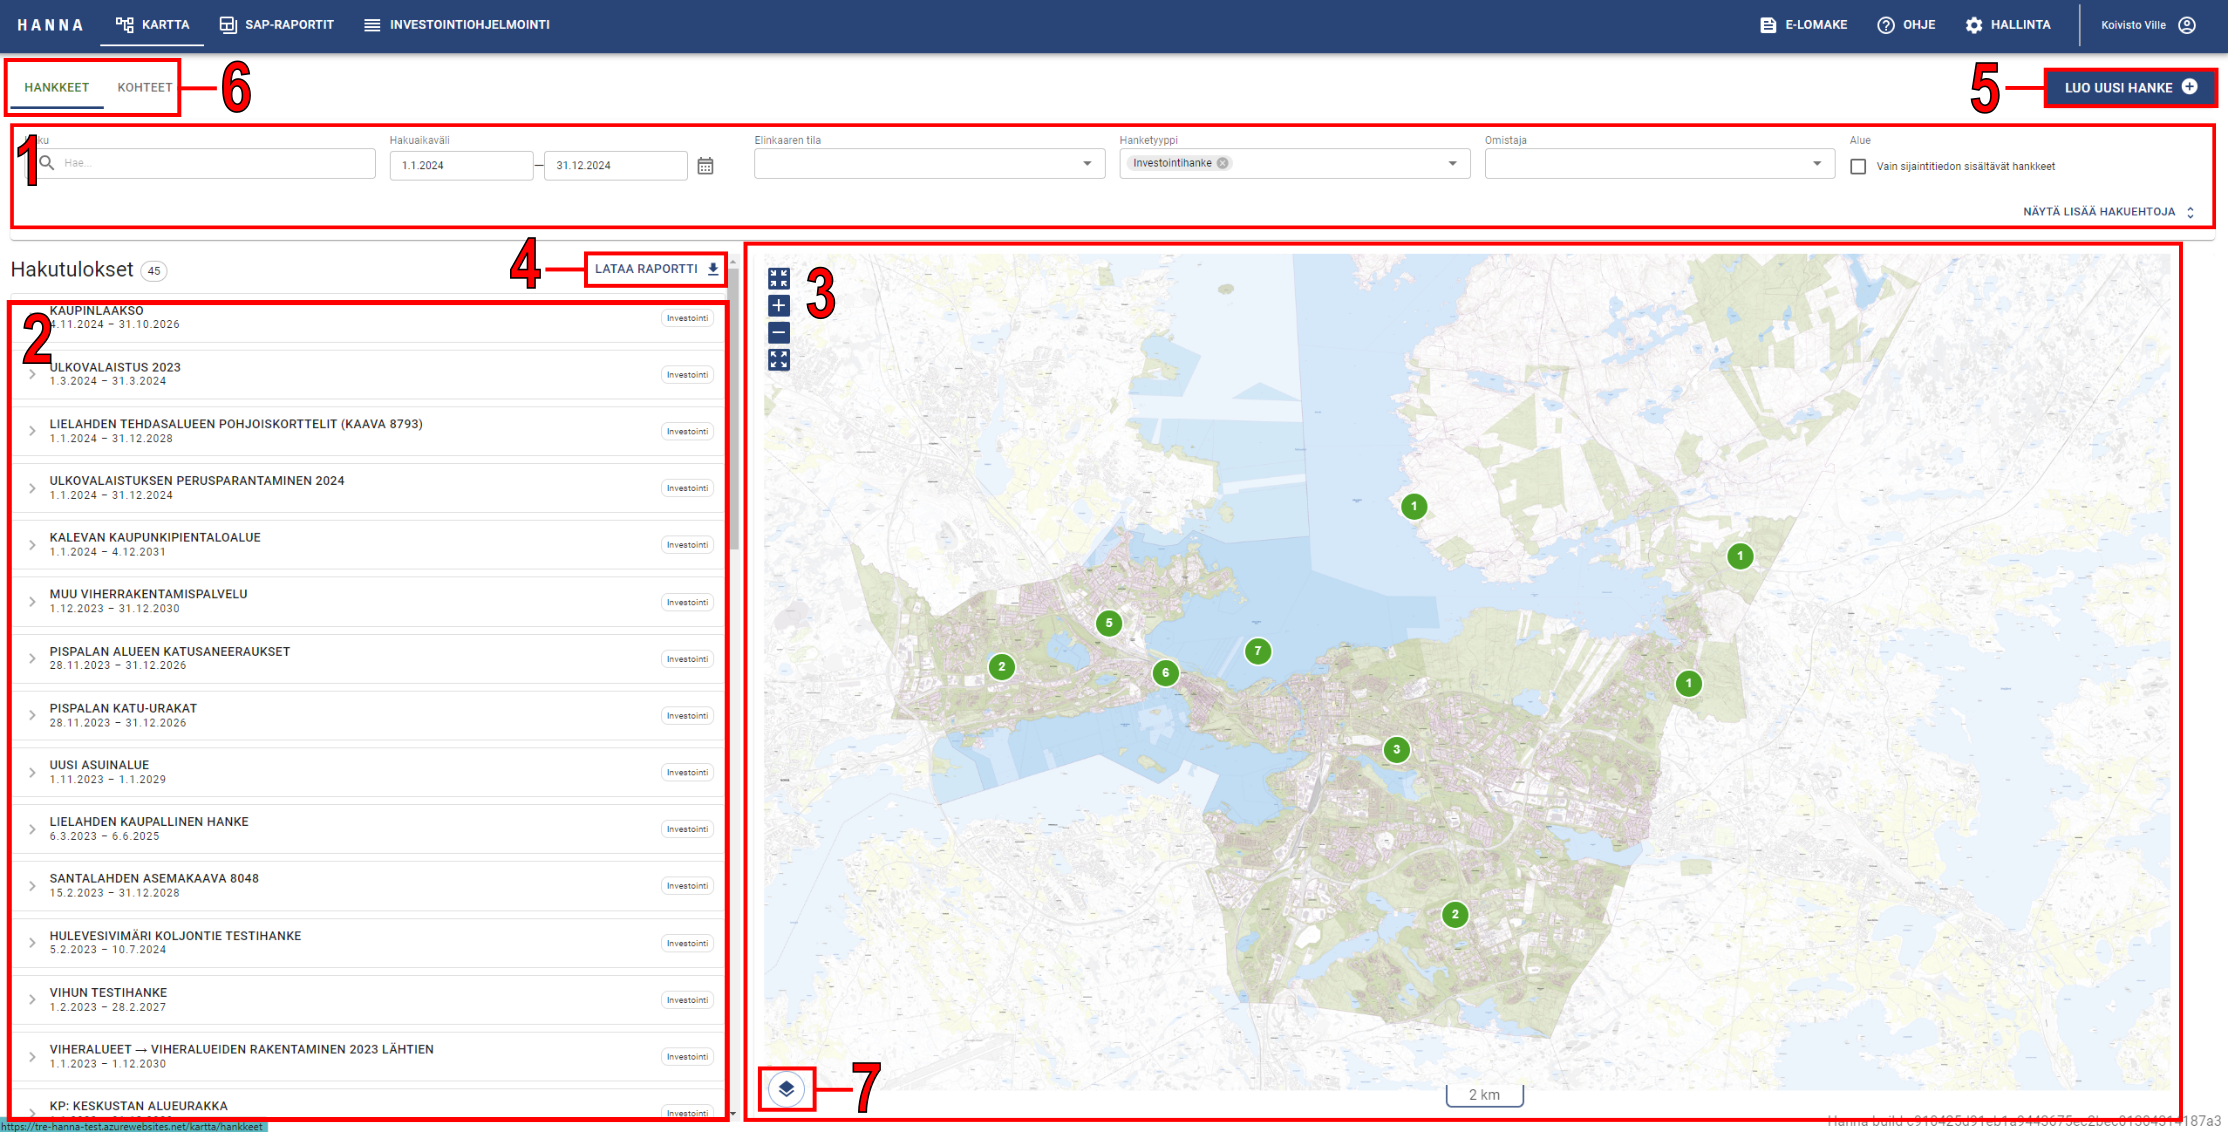 HANNA KARTTA SAP-RAPORTIT INVESTOINTIOHJELMOINTI E-LOMAKE OHJE HALLINTA Koivisto Ville
HANKKEET KOHTEET 6 5 LUO UUSI HANKE
1
Hakuaikaväli Elinkaaren tila Hanketyyppi Omistaja Alue
Hae... 1.1.2024 – 31.12.2024 Investointihanke Vain sijaintitiedon sisältävät hankkeet
NÄYTÄ LISÄÄ HAKUEHTOJA
Hakutulokset 45 4 LATAA RAPORTTI
2
KAUPINLAAKSO
4.11.2024 – 31.10.2026
Investointi
ULKOVALAISTUS 2023
1.3.2024 – 31.3.2024
Investointi
LIELAHDEN TEHDASALUEEN POHJOISKORTTELIT (KAAVA 8793)
1.1.2024 – 31.12.2028
Investointi
ULKOVALAISTUKSEN PERUSPARANTAMINEN 2024
1.1.2024 – 31.12.2024
Investointi
KALEVAN KAUPUNKIPIENTALOALUE
1.1.2024 – 4.12.2031
Investointi
MUU VIHERRAKENTAMISPALVELU
1.12.2023 – 31.12.2030
Investointi
PISPALAN ALUEEN KATUSANEERAUKSET
28.11.2023 – 31.12.2026
Investointi
PISPALAN KATU-URAKAT
28.11.2023 – 31.12.2026
Investointi
UUSI ASUINALUE
1.11.2023 – 1.1.2029
Investointi
LIELAHDEN KAUPALLINEN HANKE
6.3.2023 – 6.6.2025
Investointi
SANTALAHDEN ASEMAKAAVA 8048
15.2.2023 – 31.12.2028
Investointi
HULEVESIVIMÄRI KOLJONTIE TESTIHANKE
5.2.2023 – 10.7.2024
Investointi
VIHUN TESTIHANKE
1.2.2023 – 28.2.2027
Investointi
VIHERALUEET → VIHERALUEIDEN RAKENTAMINEN 2023 LÄHTIEN
1.1.2023 – 1.12.2030
Investointi
KP: KESKUSTAN ALUEURAKKA
Investointi
https://tre-hanna-test.azurewebsites.net/kartta/hankkeet
3
1
1
5
7
2
6
1
3
2
7
2 km